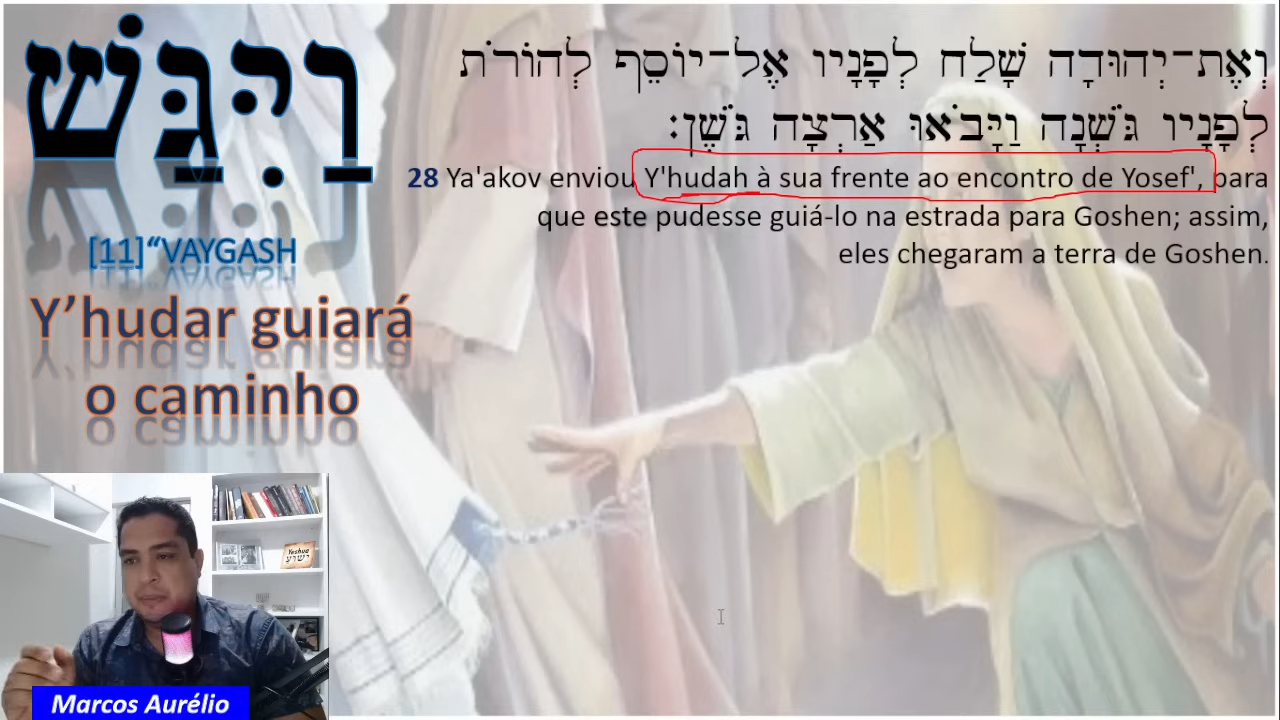 וַיִּגַּשׁ
[11]“VAYGASH
Y’hudar guiará
o caminho
וְאֶת־יְהוּדָה שָׁלַח לְפָנָיו אֶל־יוֹסֵף לְהוֹרֹת
לְפָנָיו גֹּשְׁנָה וַיָּבֹאוּ אַרְצָה גֹּשֶׁן׃
28 Ya'akov enviou Y'hudah à sua frente ao encontro de Yosef', para
que este pudesse guiá-lo na estrada para Goshen; assim,
eles chegaram a terra de Goshen.
Yeshua
ישוע
Marcos Aurélio